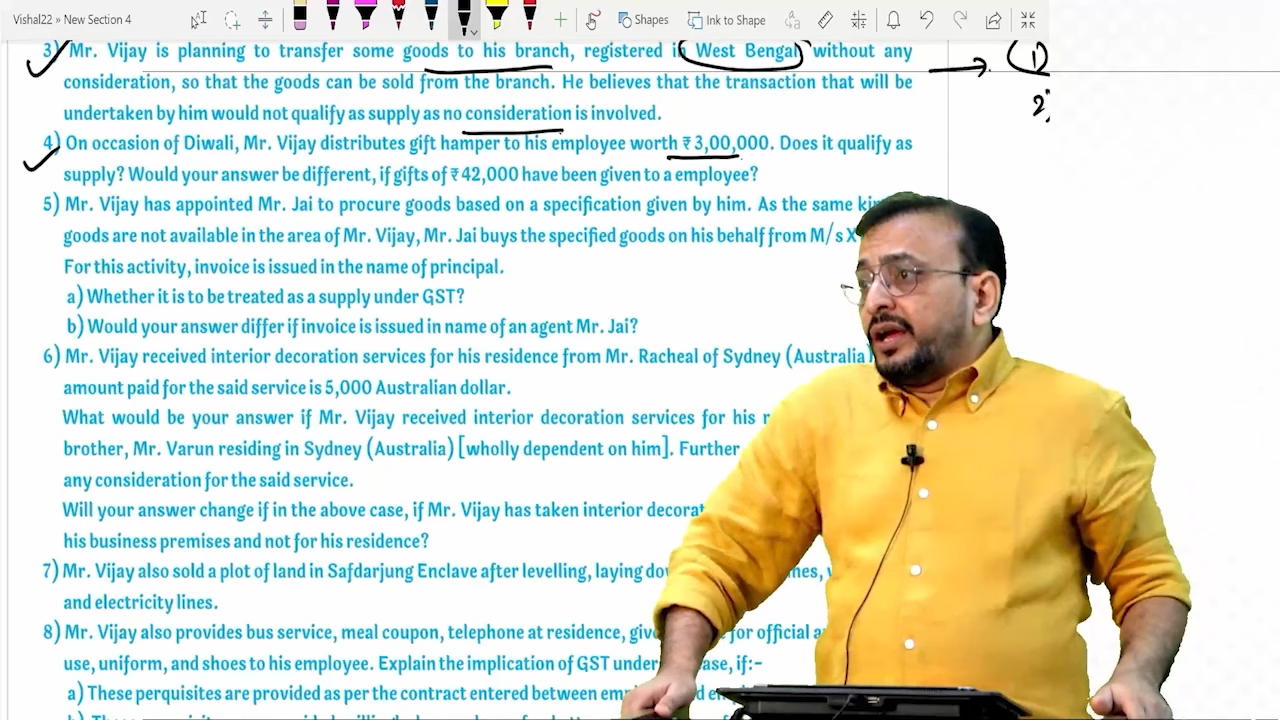 Vishal22 » New Section 4
Shapes
Ink to Shape
3) Mr. Vijay is planning to transfer some goods to his branch, registered in West Bengal without any
consideration, so that the goods can be sold from the branch. He believes that the transaction that will be
undertaken by him would not qualify as supply as no consideration is involved.
1)
2)
4) On occasion of Diwali, Mr. Vijay distributes gift hamper to his employee worth ₹ 3,00,000. Does it qualify as
supply? Would your answer be different, if gifts of ₹ 42,000 have been given to a employee?
5) Mr. Vijay has appointed Mr. Jai to procure goods based on a specification given by him. As the same
goods are not available in the area of Mr. Vijay, Mr. Jai buys the specified goods on his behalf from M/s X
For this activity, invoice is issued in the name of principal.
a) Whether it is to be treated as a supply under GST?
b) Would your answer differ if invoice is issued in name of an agent Mr. Jai?
6) Mr. Vijay received interior decoration services for his residence from Mr. Racheal of Sydney (Australia
amount paid for the said service is 5,000 Australian dollar.
What would be your answer if Mr. Vijay received interior decoration services for his
brother, Mr. Varun residing in Sydney (Australia) [wholly dependent on him]. Further
any consideration for the said service.
Will your answer change if in the above case, if Mr. Vijay has taken interior
his business premises and not for his residence?
7) Mr. Vijay also sold a plot of land in Safdarjung Enclave after levelling, laying
and electricity lines.
8) Mr. Vijay also provides bus service, meal coupon, telephone at residence, for official
use, uniform, and shoes to his employee. Explain the implication of GST if:-
a) These perquisites are provided as per the contract entered between